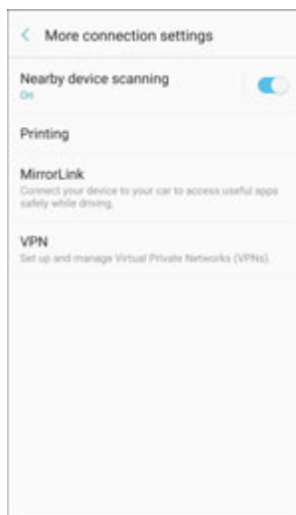 More connection settings
Nearby device scanning
On
Printing
MirrorLink
Connect your device to your car to access useful apps
safely while driving.
VPN
Set up and manage Virtual Private Networks (VPNs).